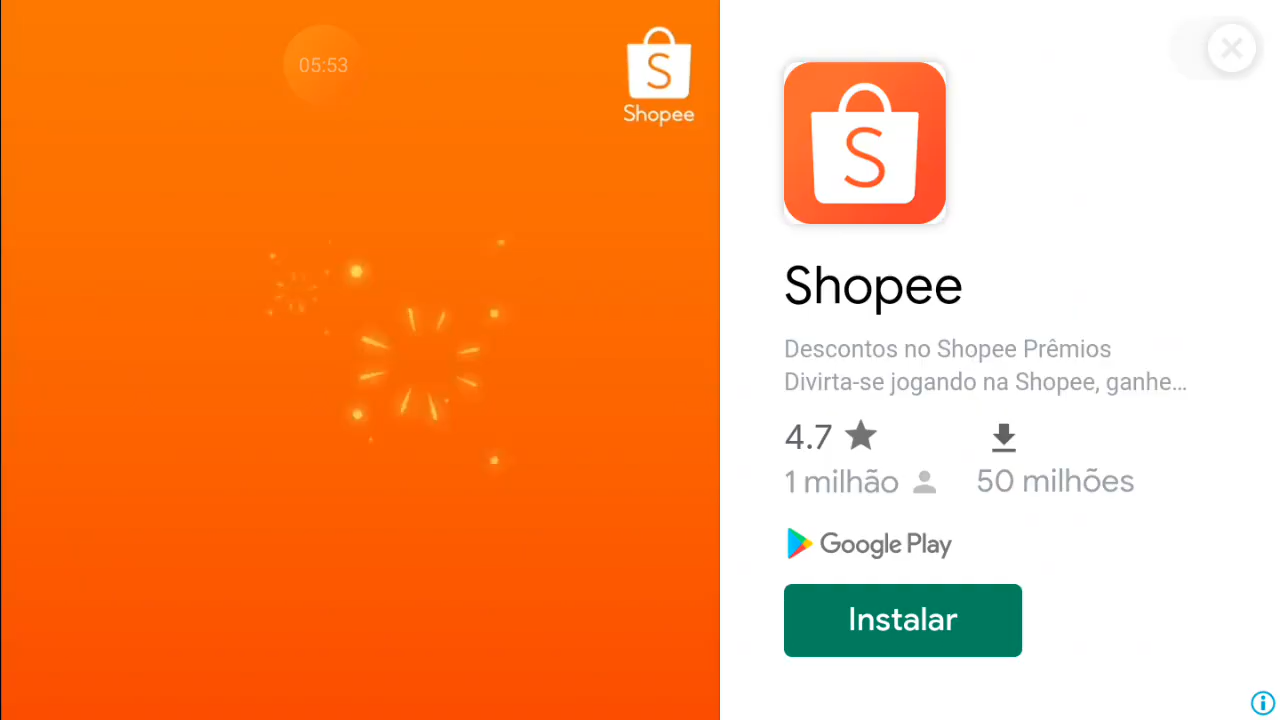 05:53
S
Shopee
S
Shopee
Descontos no Shopee Prêmios
Divirta-se jogando na Shopee, ganhe...
4.7
1 milhão
50 milhões
Google Play
Instalar